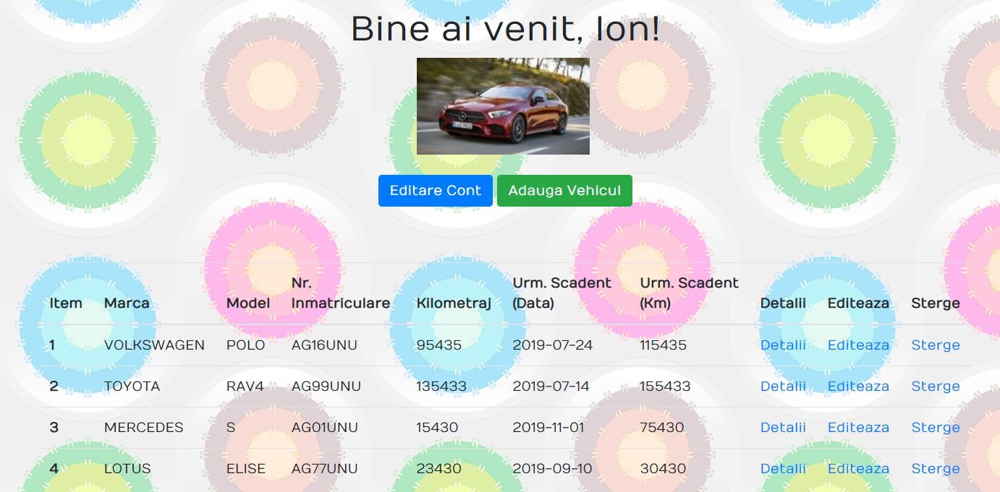 Bine ai venit, Ion!
Editare Cont Adauga Vehicul
Item Marca Model Nr. Inmatriculare Kilometraj Urm. Scadent (Data) Urm. Scadent (Km) Detalii Editeaza Sterge
1 VOLKSWAGEN POLO AG16UNU 95435 2019-07-24 115435 Detalii Editeaza Sterge
2 TOYOTA RAV4 AG99UNU 135433 2019-07-14 155433 Detalii Editeaza Sterge
3 MERCEDES S AG01UNU 15430 2019-11-01 75430 Detalii Editeaza Sterge
4 LOTUS ELISE AG77UNU 23430 2019-09-10 30430 Detalii Editeaza Sterge